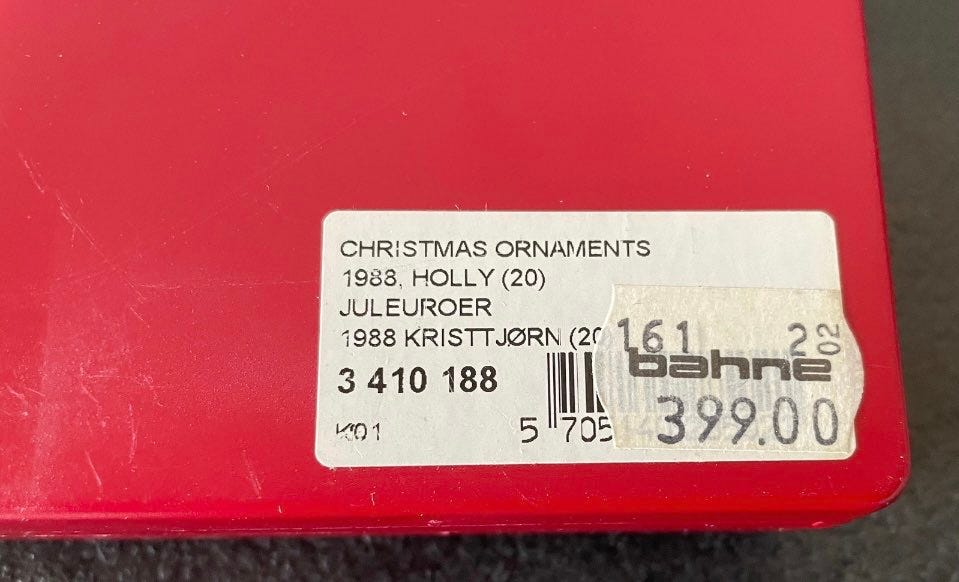 CHRISTMAS ORNAMENTS
1988, HOLLY (20)
JULEUROER
1988 KRISTTJØRN (20
3 410 188
K01
5 705
161 2 02
bahne
399.00